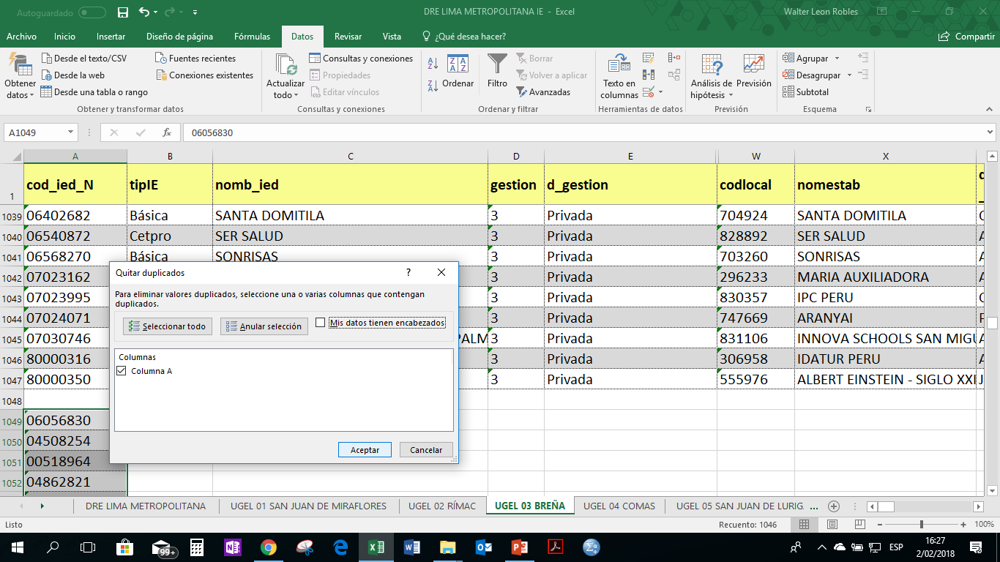 Autoguardado
DRE LIMA METROPOLITANA IE - Excel
Walter Leon Robles
Archivo Inicio Insertar Diseño de página Fórmulas Datos Revisar Vista ¿Qué desea hacer? Compartir
Obtener datos
Desde el texto/CSV
Desde la web
Desde una tabla o rango
Fuentes recientes
Conexiones existentes
Obtener y transformar datos
Actualizar todo
Consultas y conexiones
Propiedades
Editar vínculos
Consultas y conexiones
Ordenar
Filtro
Borrar
Volver a aplicar
Avanzadas
Ordenar y filtrar
Texto en columnas
Herramientas de datos
Análisis de hipótesis
Previsión
Previsión
Agrupar
Desagrupar
Subtotal
Esquema
A1049 fx 06056830
A B C D E W X
1 cod_ied_N tipIE nomb_ied gestion d_gestion codlocal nomestab
1039 06402682 Básica SANTA DOMITILA 3 Privada 704924 SANTA DOMITILA
1040 06540872 Cetpro SER SALUD 3 Privada 828892 SER SALUD
1041 06568270 Básica SONRISAS 3 Privada 703260 SONRISAS
1042 07023162 3 Privada 296233 MARIA AUXILIADORA
1043 07023995 3 Privada 830357 IPC PERU
1044 07024071 3 Privada 747669 ARANYAI
1045 07030746 PALM 3 Privada 831106 INNOVA SCHOOLS SAN MIGU
1046 80000316 3 Privada 306958 IDATUR PERU
1047 80000350 3 Privada 555976 ALBERT EINSTEIN - SIGLO XXI
1048
1049 06056830
1050 04508254
1051 00518964
1052 04862821
Quitar duplicados ?
Para eliminar valores duplicados, seleccione una o varias columnas que contengan
duplicados.
Seleccionar todo Anular selección Mis datos tienen encabezados
Columnas
Columna A
Aceptar Cancelar
DRE LIMA METROPOLITANA UGEL 01 SAN JUAN DE MIRAFLORES UGEL 02 RÍMAC UGEL 03 BREÑA UGEL 04 COMAS UGEL 05 SAN JUAN DE LURIG ...
Listo Recuento: 1046 100%
99+
ESP
16:27
2/02/2018